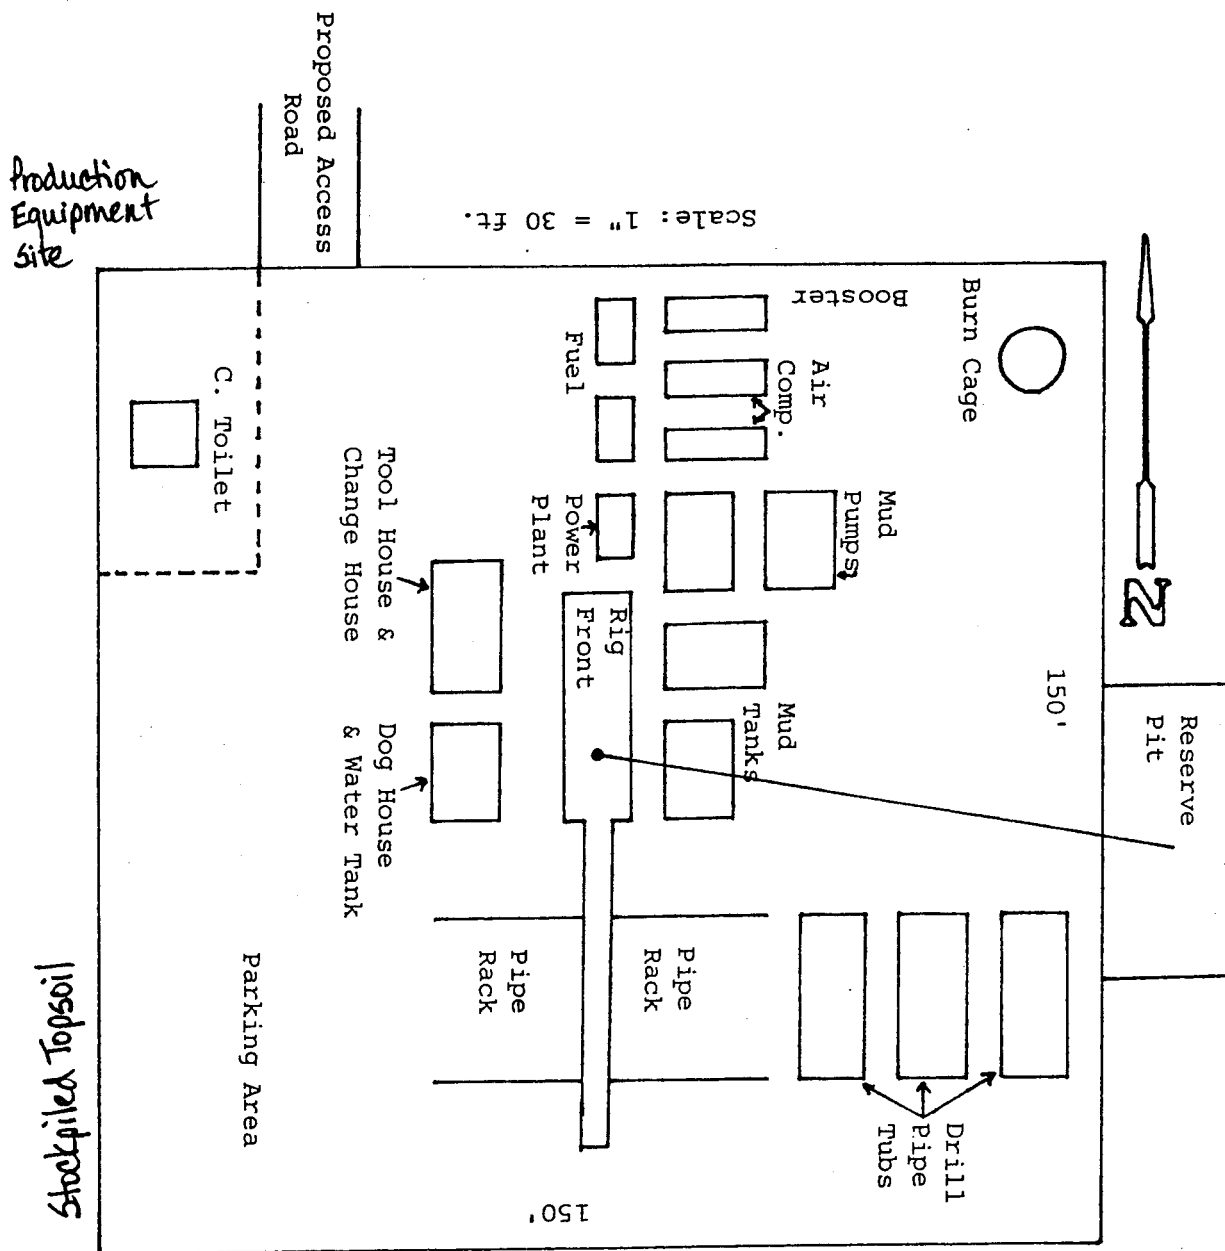 Proposed Access
Road
Production
Equipment
Site
Scale: 1" = 30 ft.
Booster
Burn Cage
Fuel
Air
Comp.
C. Toilet
Tool House &
Change House
Power
Plant
Mud
Pumps
N
Rig
Front
150'
Reserve
Pit
Mud
Tanks
Dog House
& Water Tank
Pipe
Rack
Pipe
Rack
Parking Area
Stockpiled Topsoil
Drill
Pipe
Tubs
150'